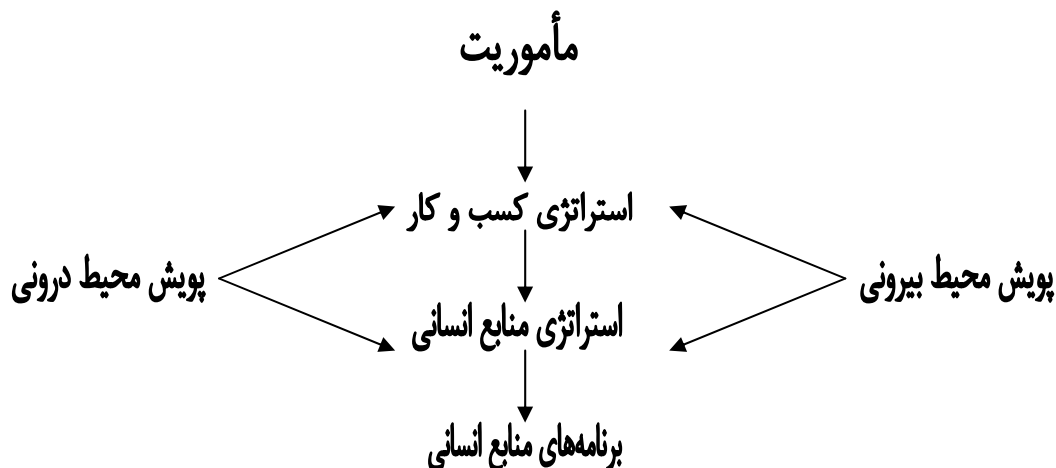 مأموریت
استراتژی کسب و کار
پویش محیط بیرونی
پویش محیط درونی
استراتژی منابع انسانی
برنامه‌های منابع انسانی